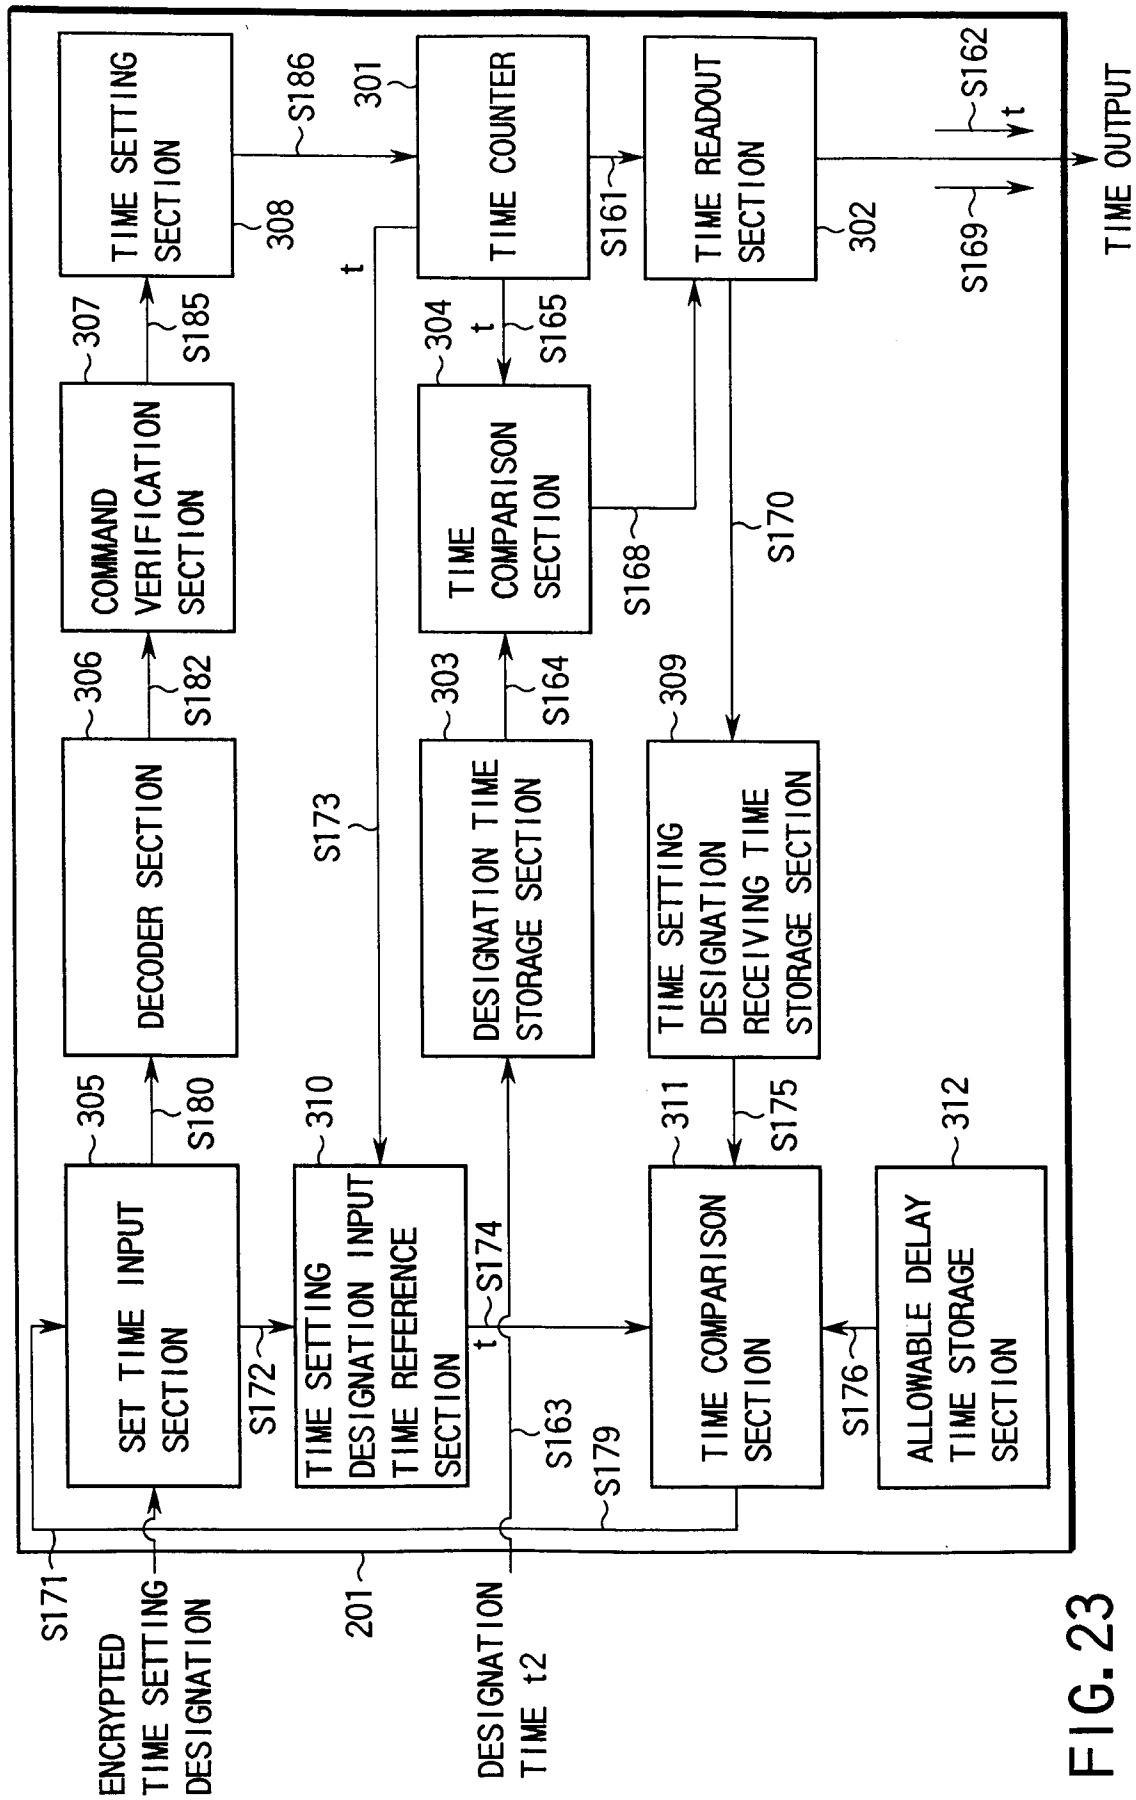 ENCRYPTED
TIME SETTING
DESIGNATION
S171
201
DESIGNATION
TIME t2
305
SET TIME INPUT
SECTION
S180
306
DECODER SECTION
S182
307
COMMAND
VERIFICATION
SECTION
S185
TIME SETTING
SECTION
308
S186
S172
310
TIME SETTING
DESIGNATION INPUT
TIME REFERENCE
SECTION
S173
t
301
TIME COUNTER
S161
t
S174
S163
303
DESIGNATION TIME
STORAGE SECTION
S164
304
TIME
COMPARISON
SECTION
t
S165
S168
TIME READOUT
SECTION
302
S179
311
TIME COMPARISON
SECTION
S175
309
TIME SETTING
DESIGNATION
RECEIVING TIME
STORAGE SECTION
S170
S176
312
ALLOWABLE DELAY
TIME STORAGE
SECTION
S169
S162
t
TIME OUTPUT
FIG. 23